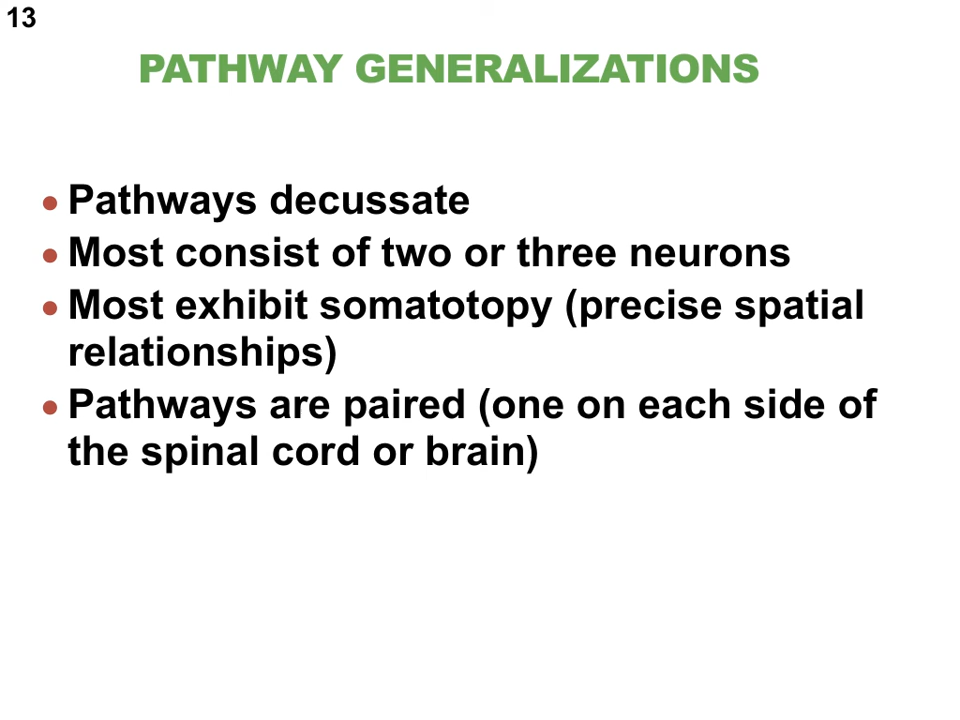 13
PATHWAY GENERALIZATIONS
• Pathways decussate
• Most consist of two or three neurons
• Most exhibit somatotopy (precise spatial
relationships)
• Pathways are paired (one on each side of
the spinal cord or brain)